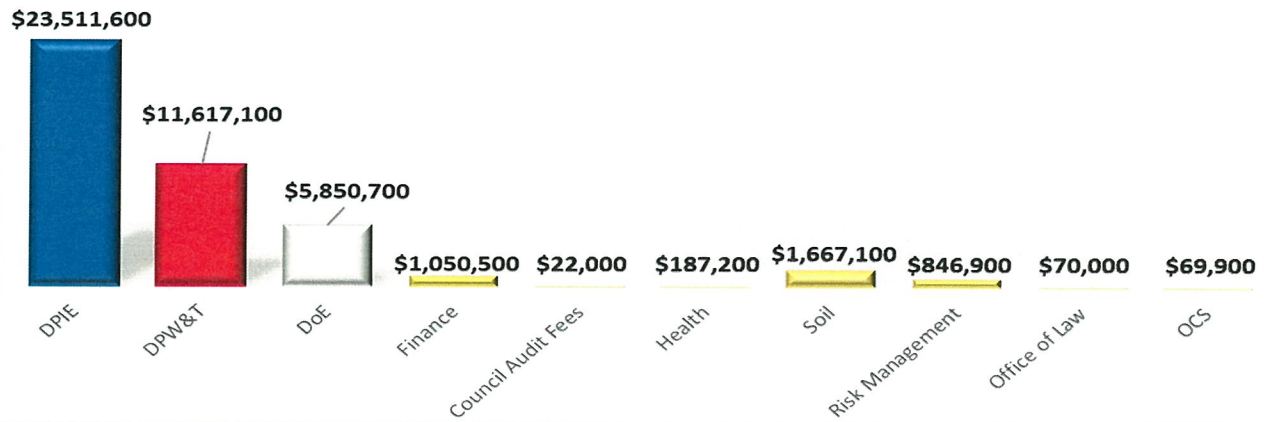 $23,511,600
$11,617,100
$5,850,700
$1,050,500
$22,000
$187,200
$1,667,100
$846,900
$70,000
$69,900
DPIE
DPW&T
DoE
Finance
Council Audit Fees
Health
Soil
Risk Management
Office of Law
OCS